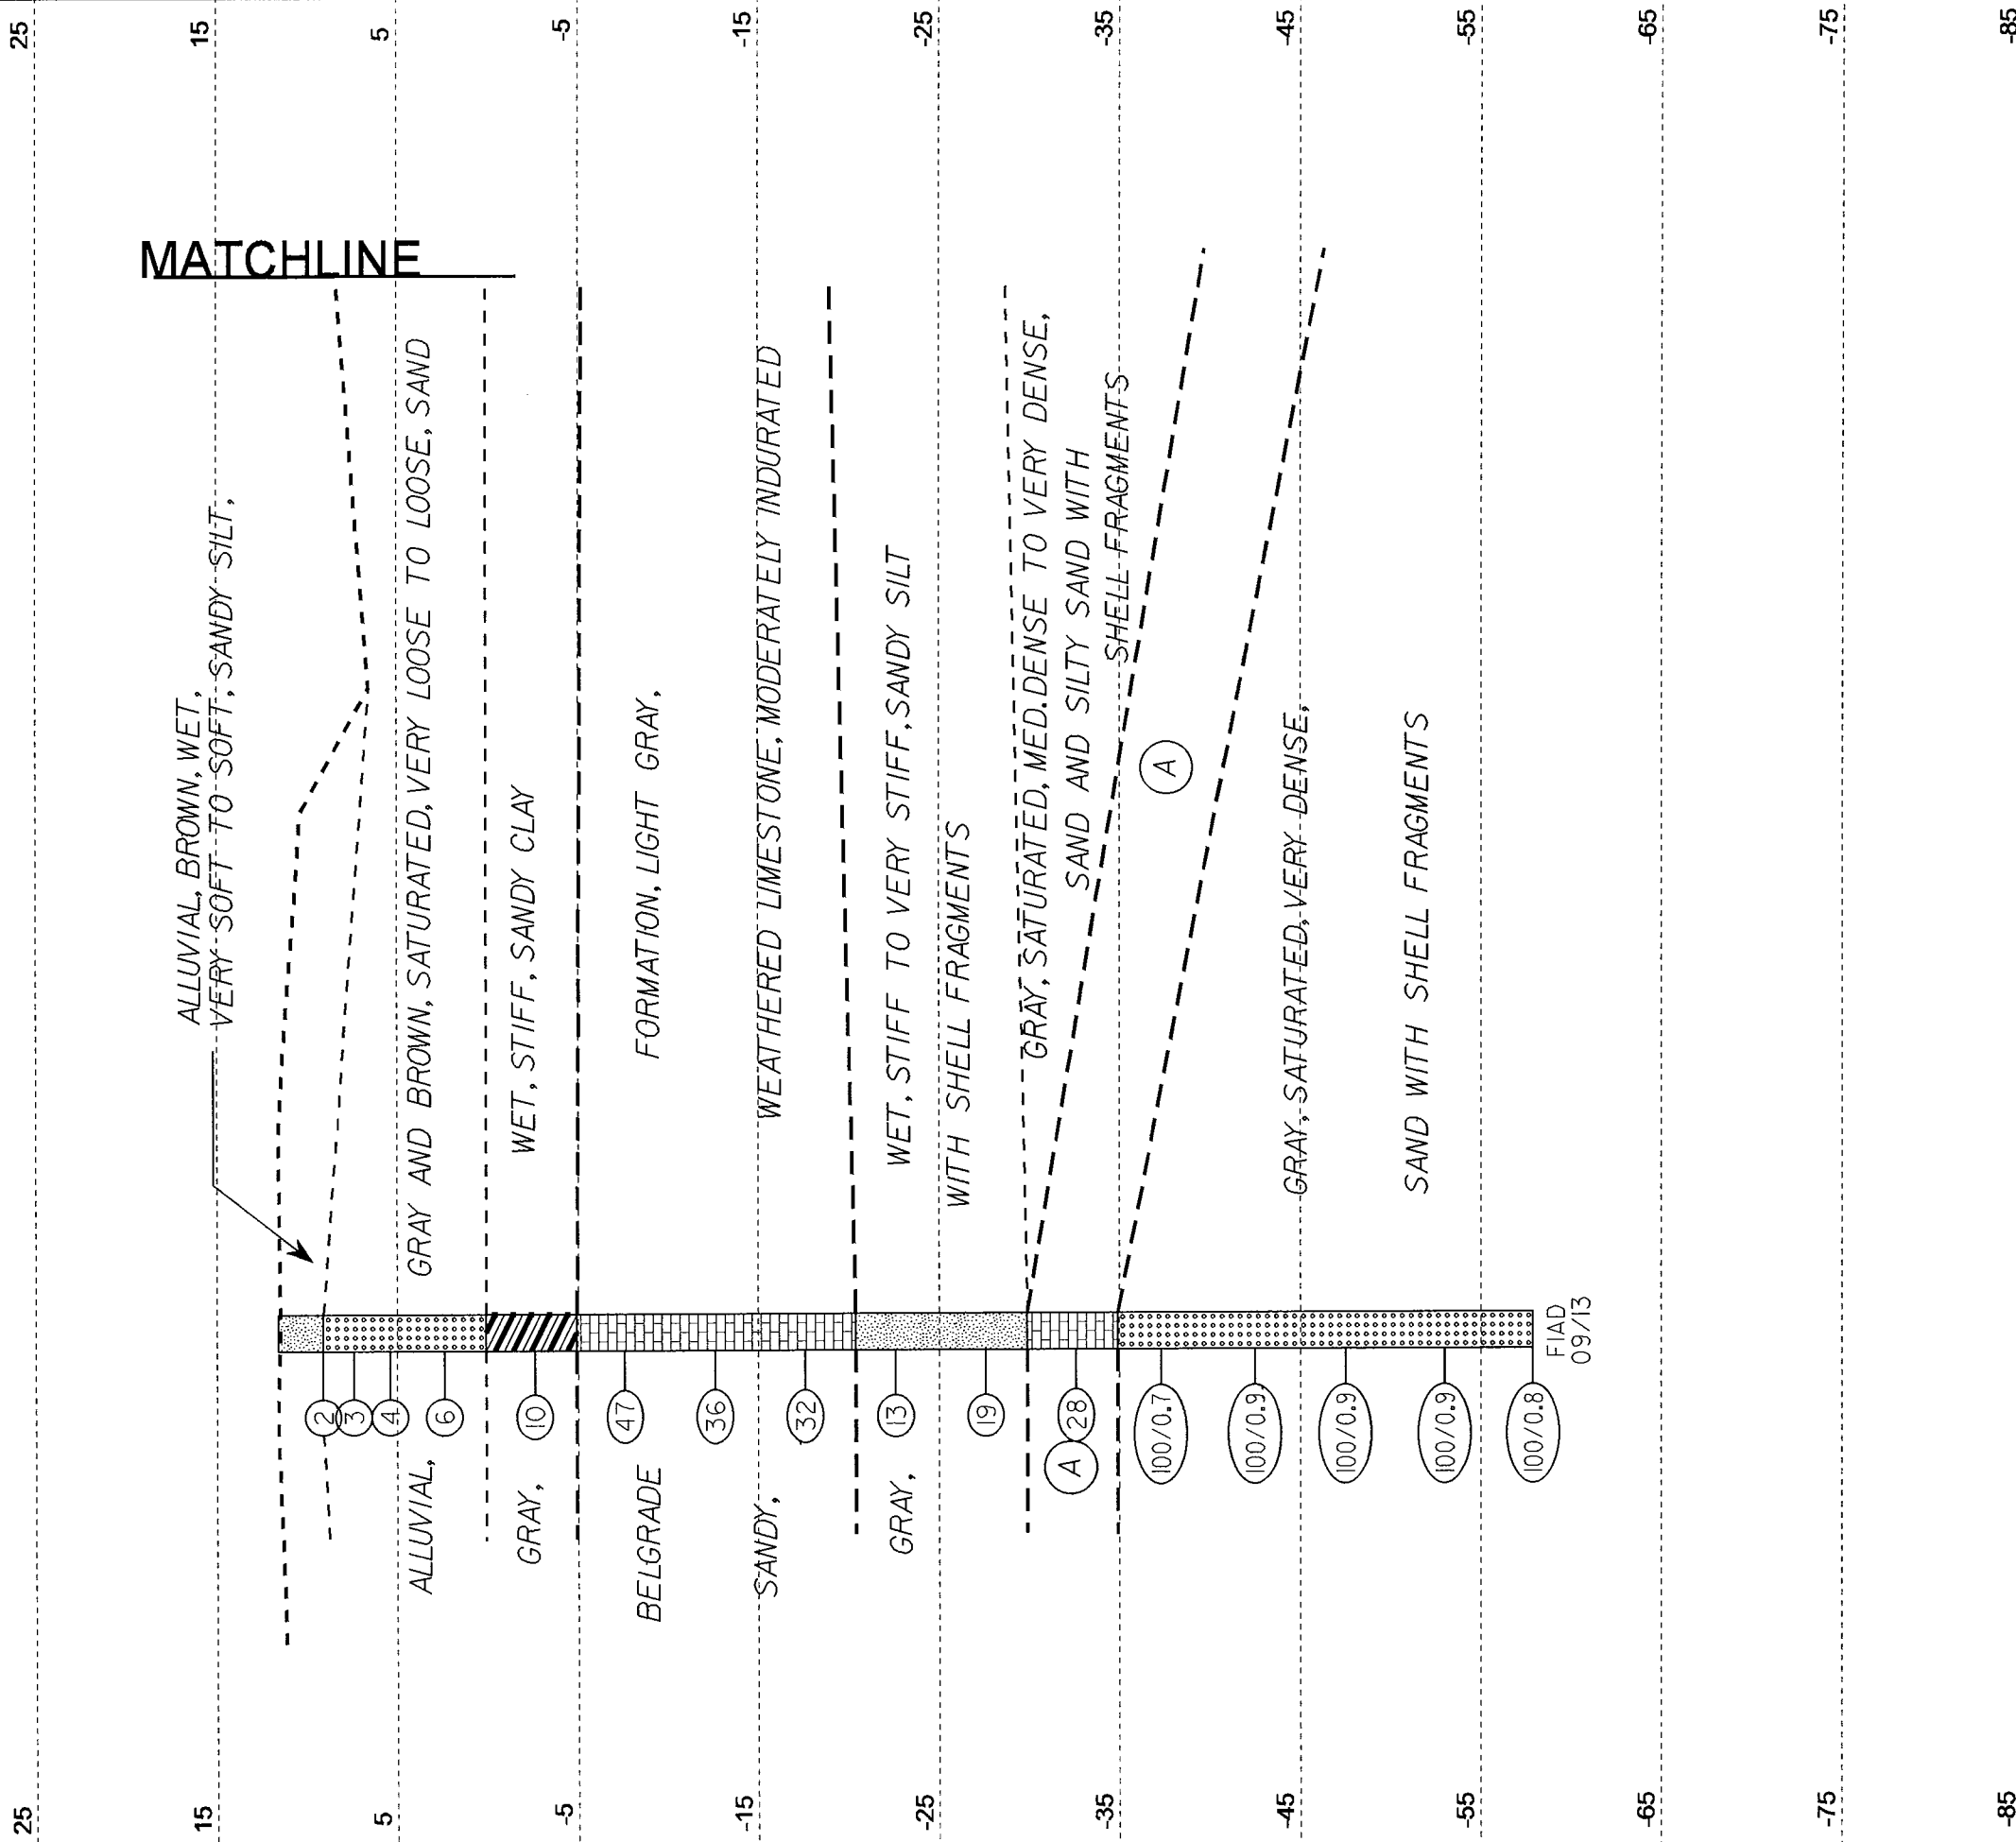 MATCHLINE
25
15
5
-5
-15
-25
-35
-45
-55
-65
-75
-85
ALLUVIAL, BROWN, WET,
VERY SOFT TO SOFT, SANDY SILT,
ALLUVIAL, GRAY AND BROWN, SATURATED, VERY LOOSE TO LOOSE, SAND
GRAY, WET, STIFF, SANDY CLAY
BELGRADE FORMATION, LIGHT GRAY,
SANDY, WEATHERED LIMESTONE, MODERATELY INDURATED
GRAY, WET, STIFF TO VERY STIFF, SANDY SILT
WITH SHELL FRAGMENTS
GRAY, SATURATED, MED. DENSE TO VERY DENSE,
SAND AND SILTY SAND WITH
SHELL FRAGMENTS
A
A
GRAY, SATURATED, VERY DENSE,
SAND WITH SHELL FRAGMENTS
2
3
4
6
10
47
36
32
13
19
28
100/0.7
100/0.9
100/0.9
100/0.9
100/0.8
FIAD
09/13
25
15
5
-5
-15
-25
-35
-45
-55
-65
-75
-85